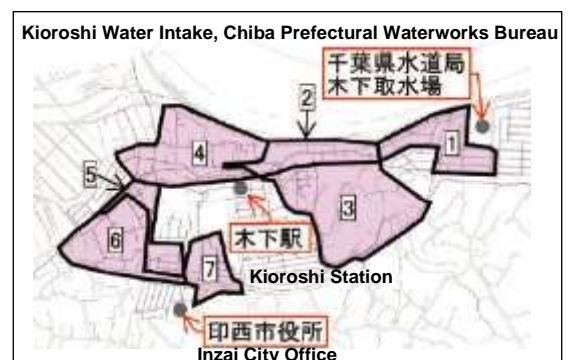 Kioroshi Water Intake, Chiba Prefectural Waterworks Bureau
千葉県水道局
木下取水場
2
1
4
5
3
6
木下駅
7
Kioroshi Station
印西市役所
Inzai City Office